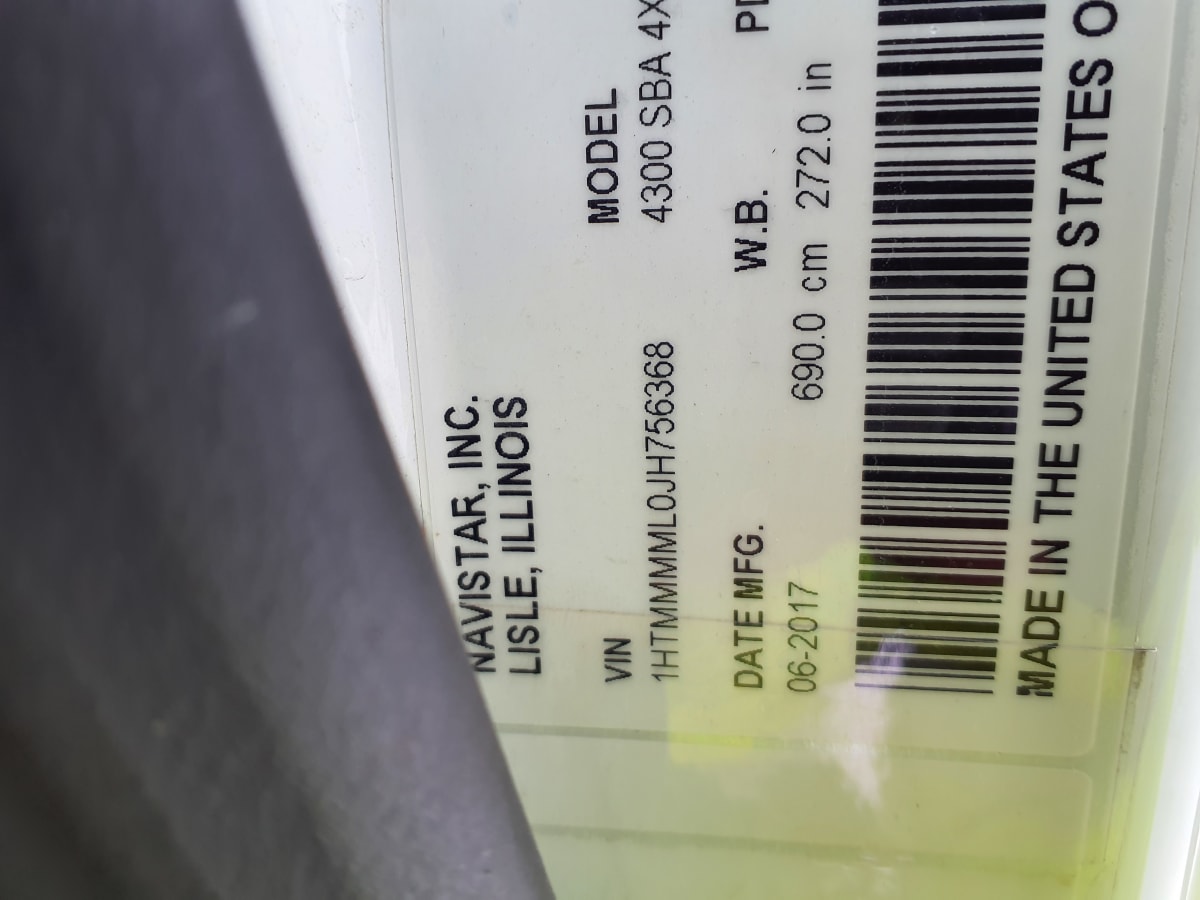 NAVISTAR, INC.
LISLE, ILLINOIS
VIN MODEL
1HTMMMML0JH756368 4300 SBA 4X
DATE MFG. W.B.
06-2017 690.0 cm 272.0 in
MADE IN THE UNITED STATES O